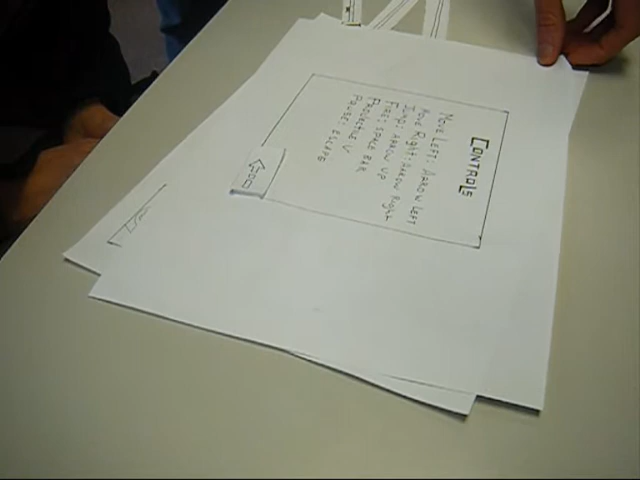 CONTROLS
MOVE LEFT: ARROW LEFT
MOVE RIGHT: ARROW RIGHT
JUMP: ARROW UP
FIRE: SPACE BAR
PAUSE: ESCAPE